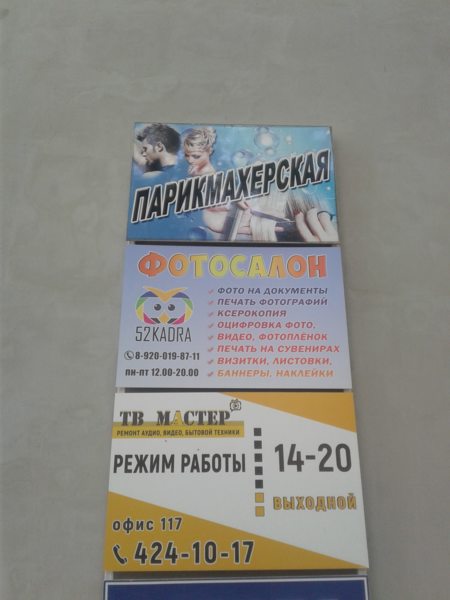 ПАРИКМАХЕРСКАЯ
ФОТОСАЛОН
52KADRA
8-920-019-87-11
пн-пт 12.00-20.00
ФОТО НА ДОКУМЕНТЫ
ПЕЧАТЬ ФОТОГРАФИЙ
КСЕРОКОПИЯ
ОЦИФРОВКА ФОТО,
ВИДЕО, ФОТОПЛЁНОК
ПЕЧАТЬ НА СУВЕНИРАХ
ВИЗИТКИ, ЛИСТОВКИ,
БАННЕРЫ, НАКЛЕЙКИ
ТВ МАСТЕР
РЕМОНТ АУДИО, ВИДЕО, БЫТОВОЙ ТЕХНИКИ
РЕЖИМ РАБОТЫ
14-20
ВЫХОДНОЙ
офис 117
424-10-17